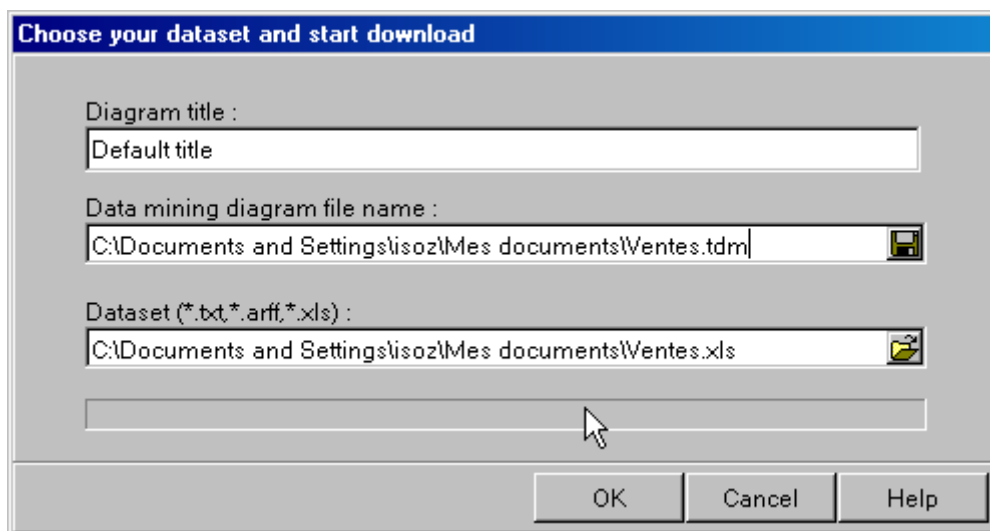 Choose your dataset and start download
Diagram title :
Default title
Data mining diagram file name :
C:\Documents and Settings\isoz\Mes documents\Ventes.tdm
Dataset (*.txt,*.arff,*.xls) :
C:\Documents and Settings\isoz\Mes documents\Ventes.xls
OK Cancel Help